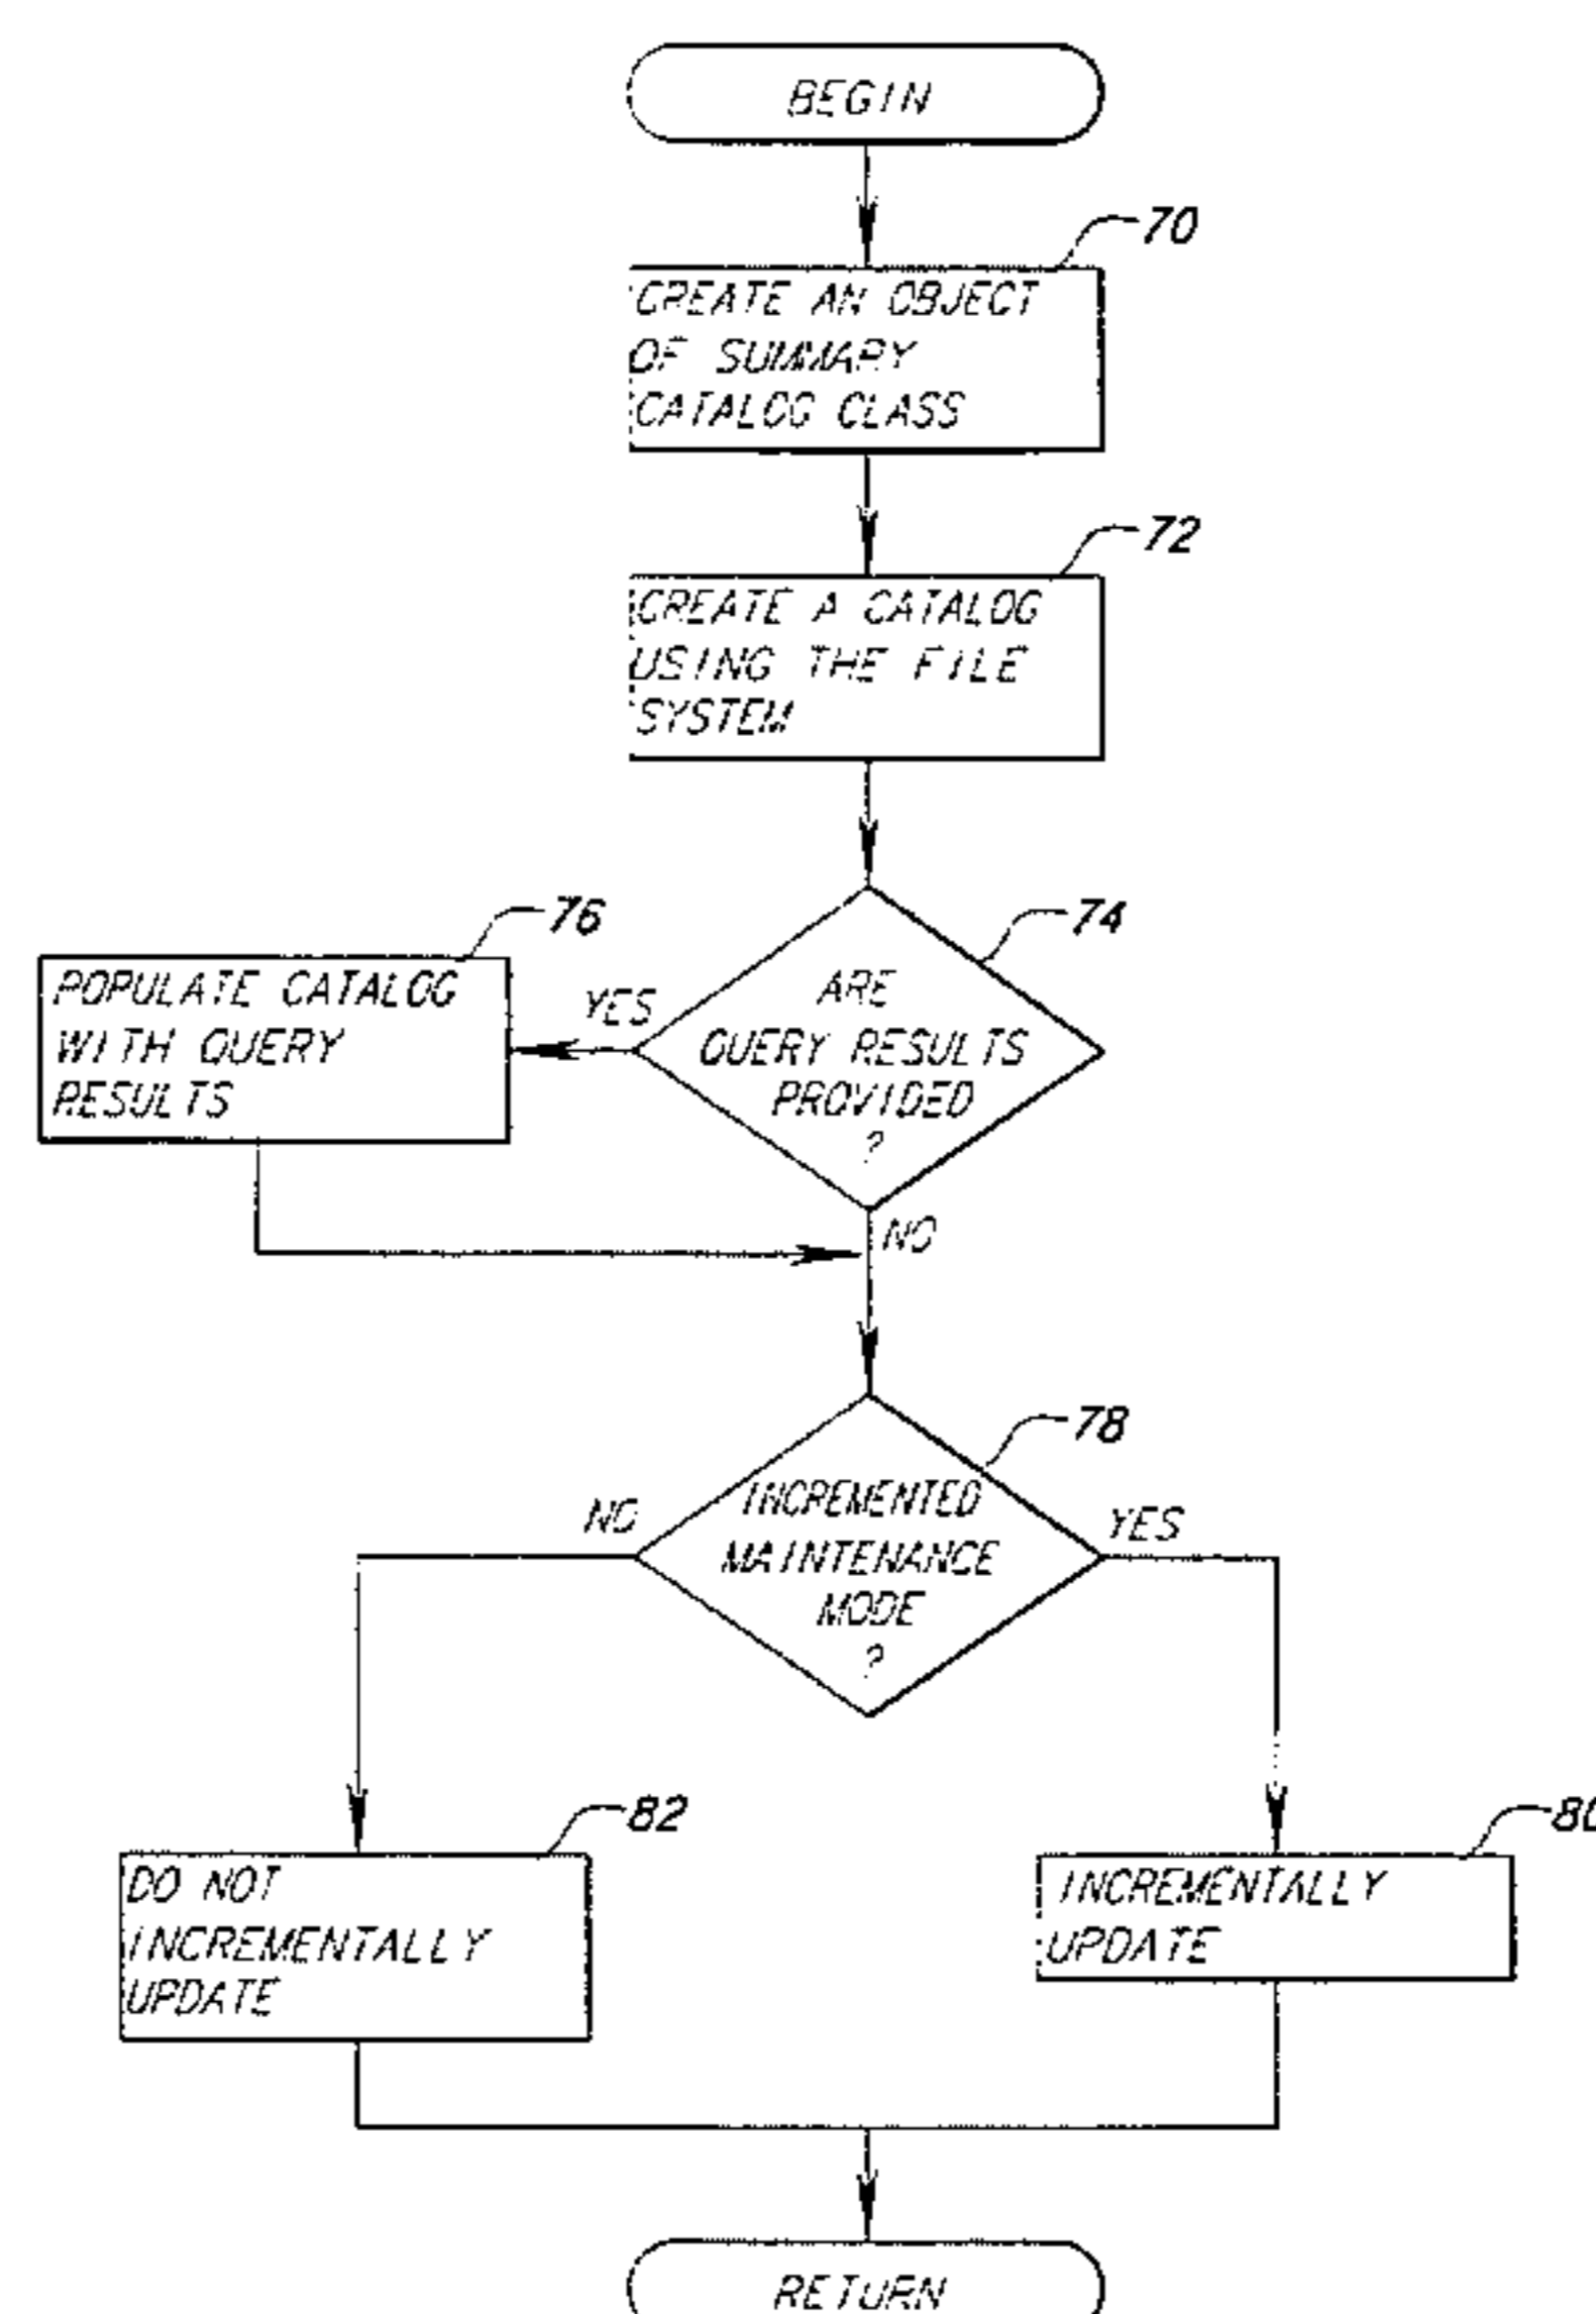 BEGIN
70
CREATE AN OBJECT
OF SUMMARY
CATALOG CLASS
72
CREATE A CATALOG
USING THE FILE
SYSTEM
76
74
POPULATE CATALOG
WITH QUERY
RESULTS
YES
ARE
QUERY RESULTS
PROVIDED
?
NO
78
NO
INCREMENTED
MAINTENANCE
MODE
?
YES
82
80
DO NOT
INCREMENTALLY
UPDATE
INCREMENTALLY
UPDATE
RETURN